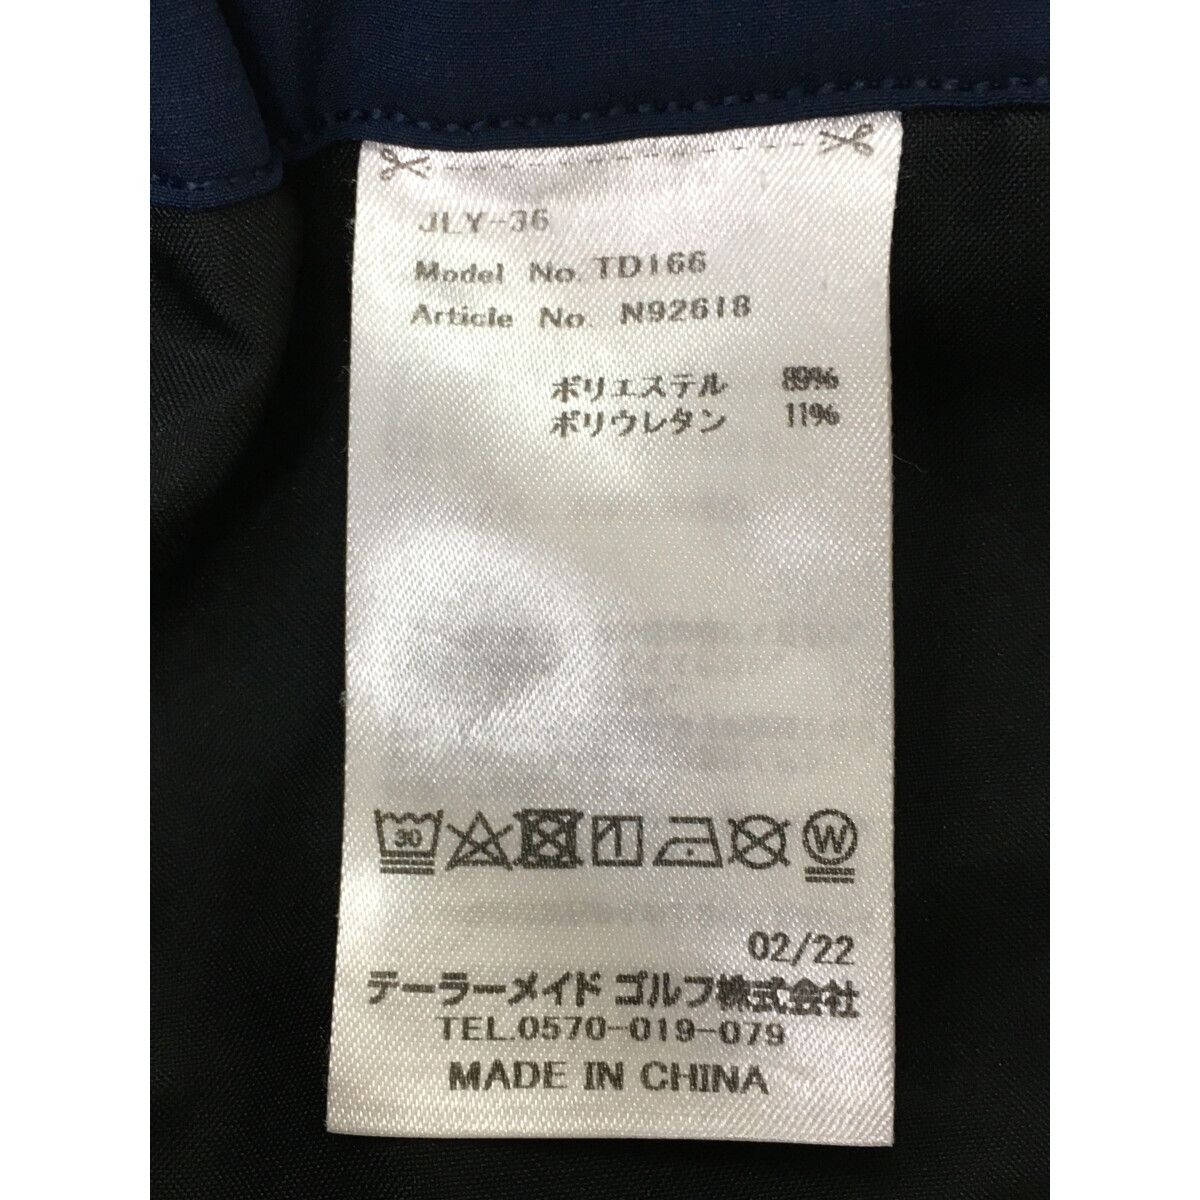 JLY-36
Model No. TD166
Article No. N92618
ポリエステル 89%
ポリウレタン 11%
30 W
02/22
テーラーメイド ゴルフ株式会社
TEL.0570-019-079
MADE IN CHINA